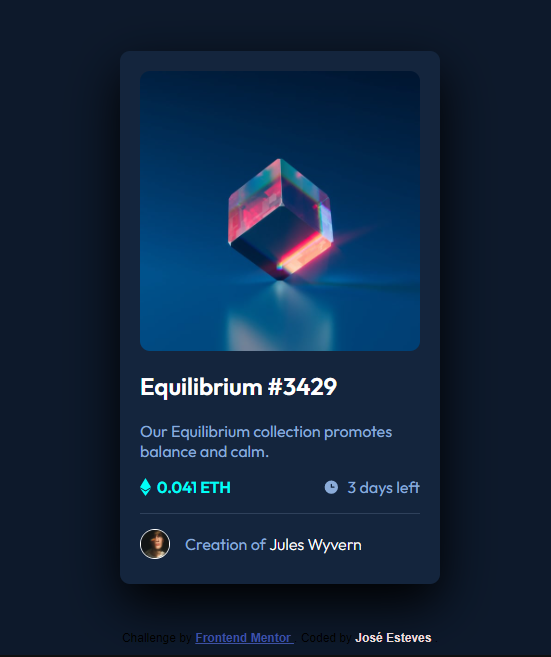 Equilibrium #3429
Our Equilibrium collection promotes
balance and calm.
0.041 ETH
3 days left
Creation of Jules Wyvern
Challenge by Frontend Mentor . Coded by José Esteves.